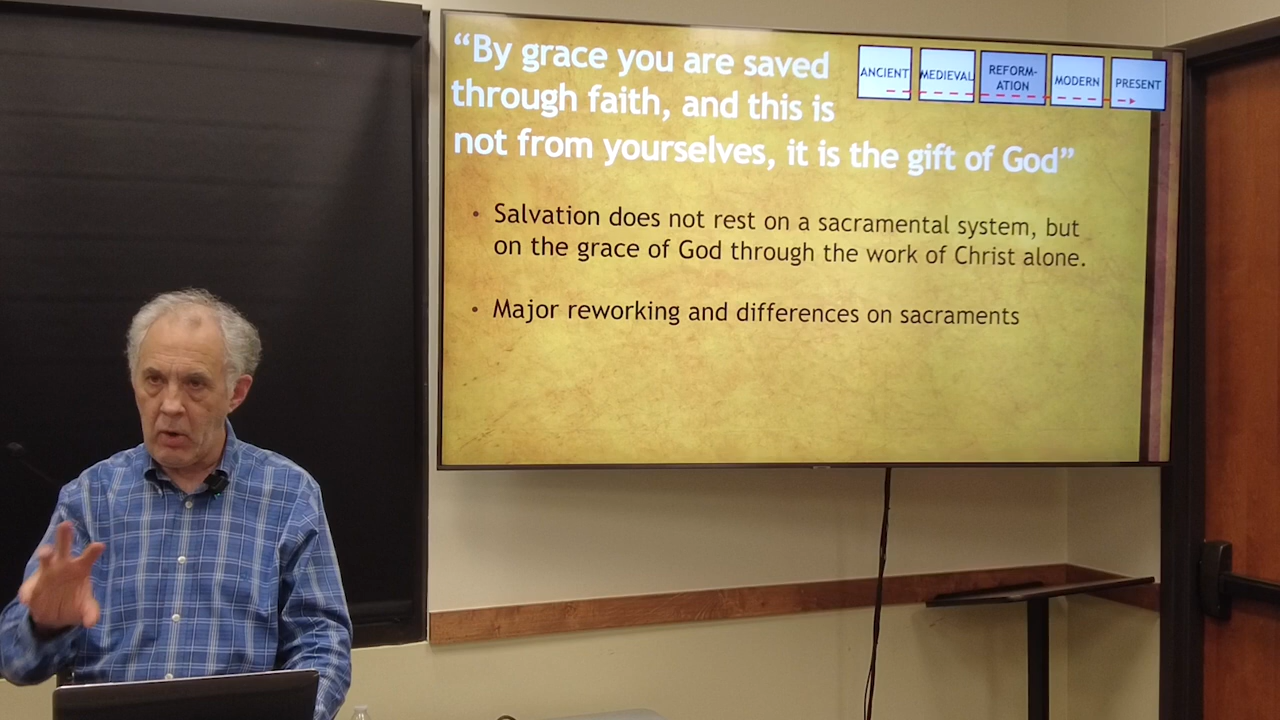 “By grace you are saved
through faith, and this is
not from yourselves, it is the gift of God”
ANCIENT
MEDIEVAL
REFORM-
ATION
MODERN
PRESENT
• Salvation does not rest on a sacramental system, but
on the grace of God through the work of Christ alone.
• Major reworking and differences on sacraments